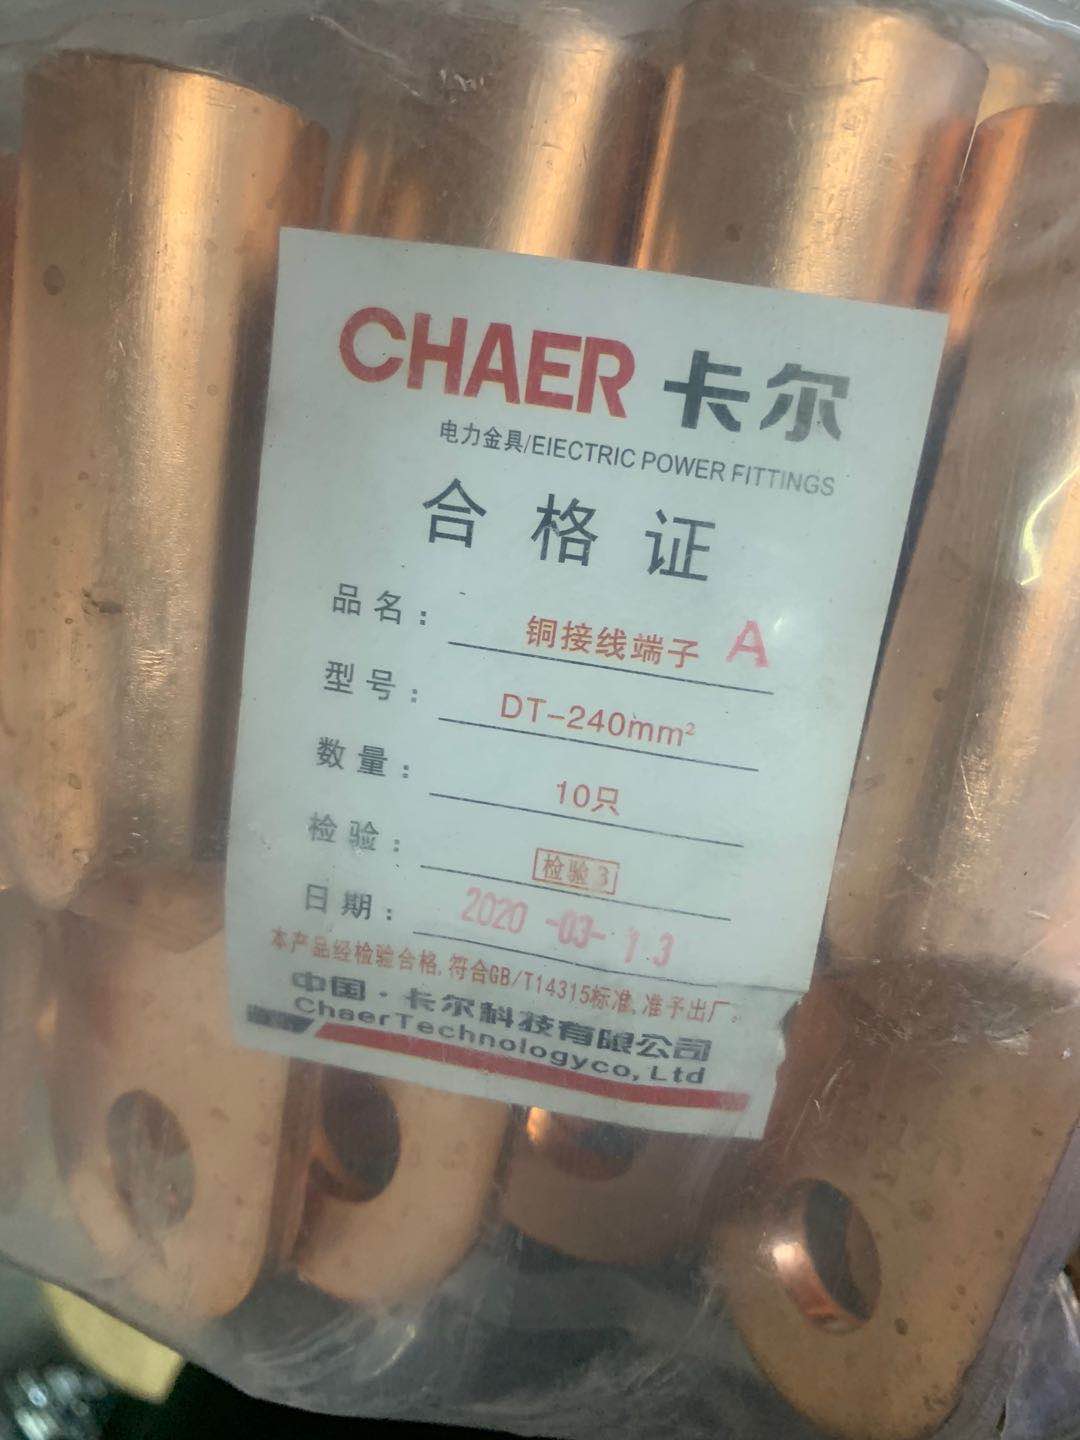 CHAER 卡尔
电力金具/EIECTRIC POWER FITTINGS
合格证
品名： 铜接线端子 A
型号： DT-240mm²
数量： 10只
检验： 检验3
日期： 2020-03-13
本产品经检验合格,符合GB/T14315标准,准予出厂。
中国·卡尔科技有限公司
ChaerTechnologyco,Ltd